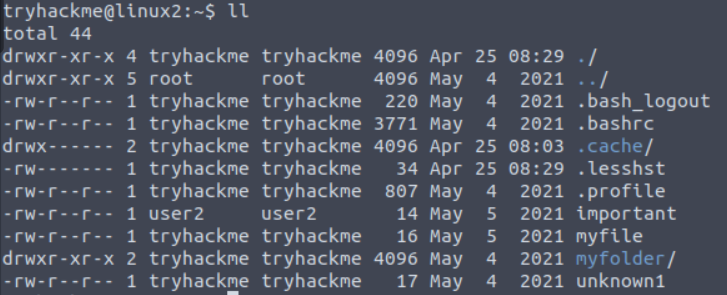 tryhackme@linux2:~$ ll
total 44
drwxr-xr-x 4 tryhackme tryhackme 4096 Apr 25 08:29 ./
drwxr-xr-x 5 root      root      4096 May  4  2021 ../
-rw-r--r-- 1 tryhackme tryhackme  220 May  4  2021 .bash_logout
-rw-r--r-- 1 tryhackme tryhackme 3771 May  4  2021 .bashrc
drwx------ 2 tryhackme tryhackme 4096 Apr 25 08:03 .cache/
-rw------- 1 tryhackme tryhackme   34 Apr 25 08:29 .lesshst
-rw-r--r-- 1 tryhackme tryhackme  807 May  4  2021 .profile
-rw-r--r-- 1 user2     user2       14 May  5  2021 important
-rw-r--r-- 1 tryhackme tryhackme   16 May  5  2021 myfile
drwxr-xr-x 2 tryhackme tryhackme 4096 May  4  2021 myfolder/
-rw-r--r-- 1 tryhackme tryhackme   17 May  4  2021 unknown1